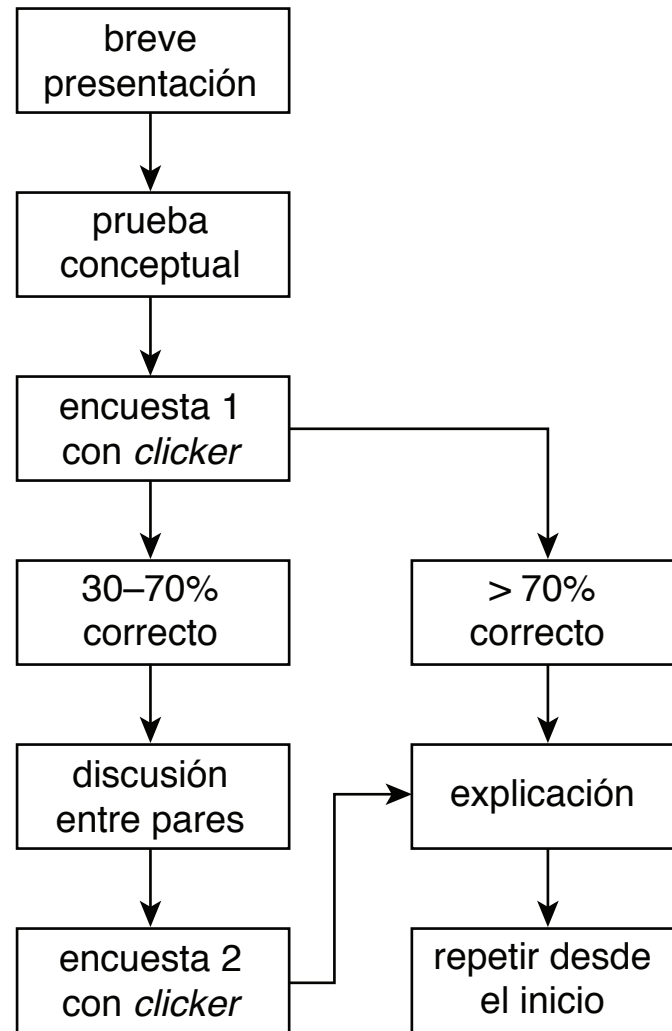 breve
presentación
prueba
conceptual
encuesta 1
con clicker
30–70%
correcto
> 70%
correcto
discusión
entre pares
explicación
encuesta 2
con clicker
repetir desde
el inicio